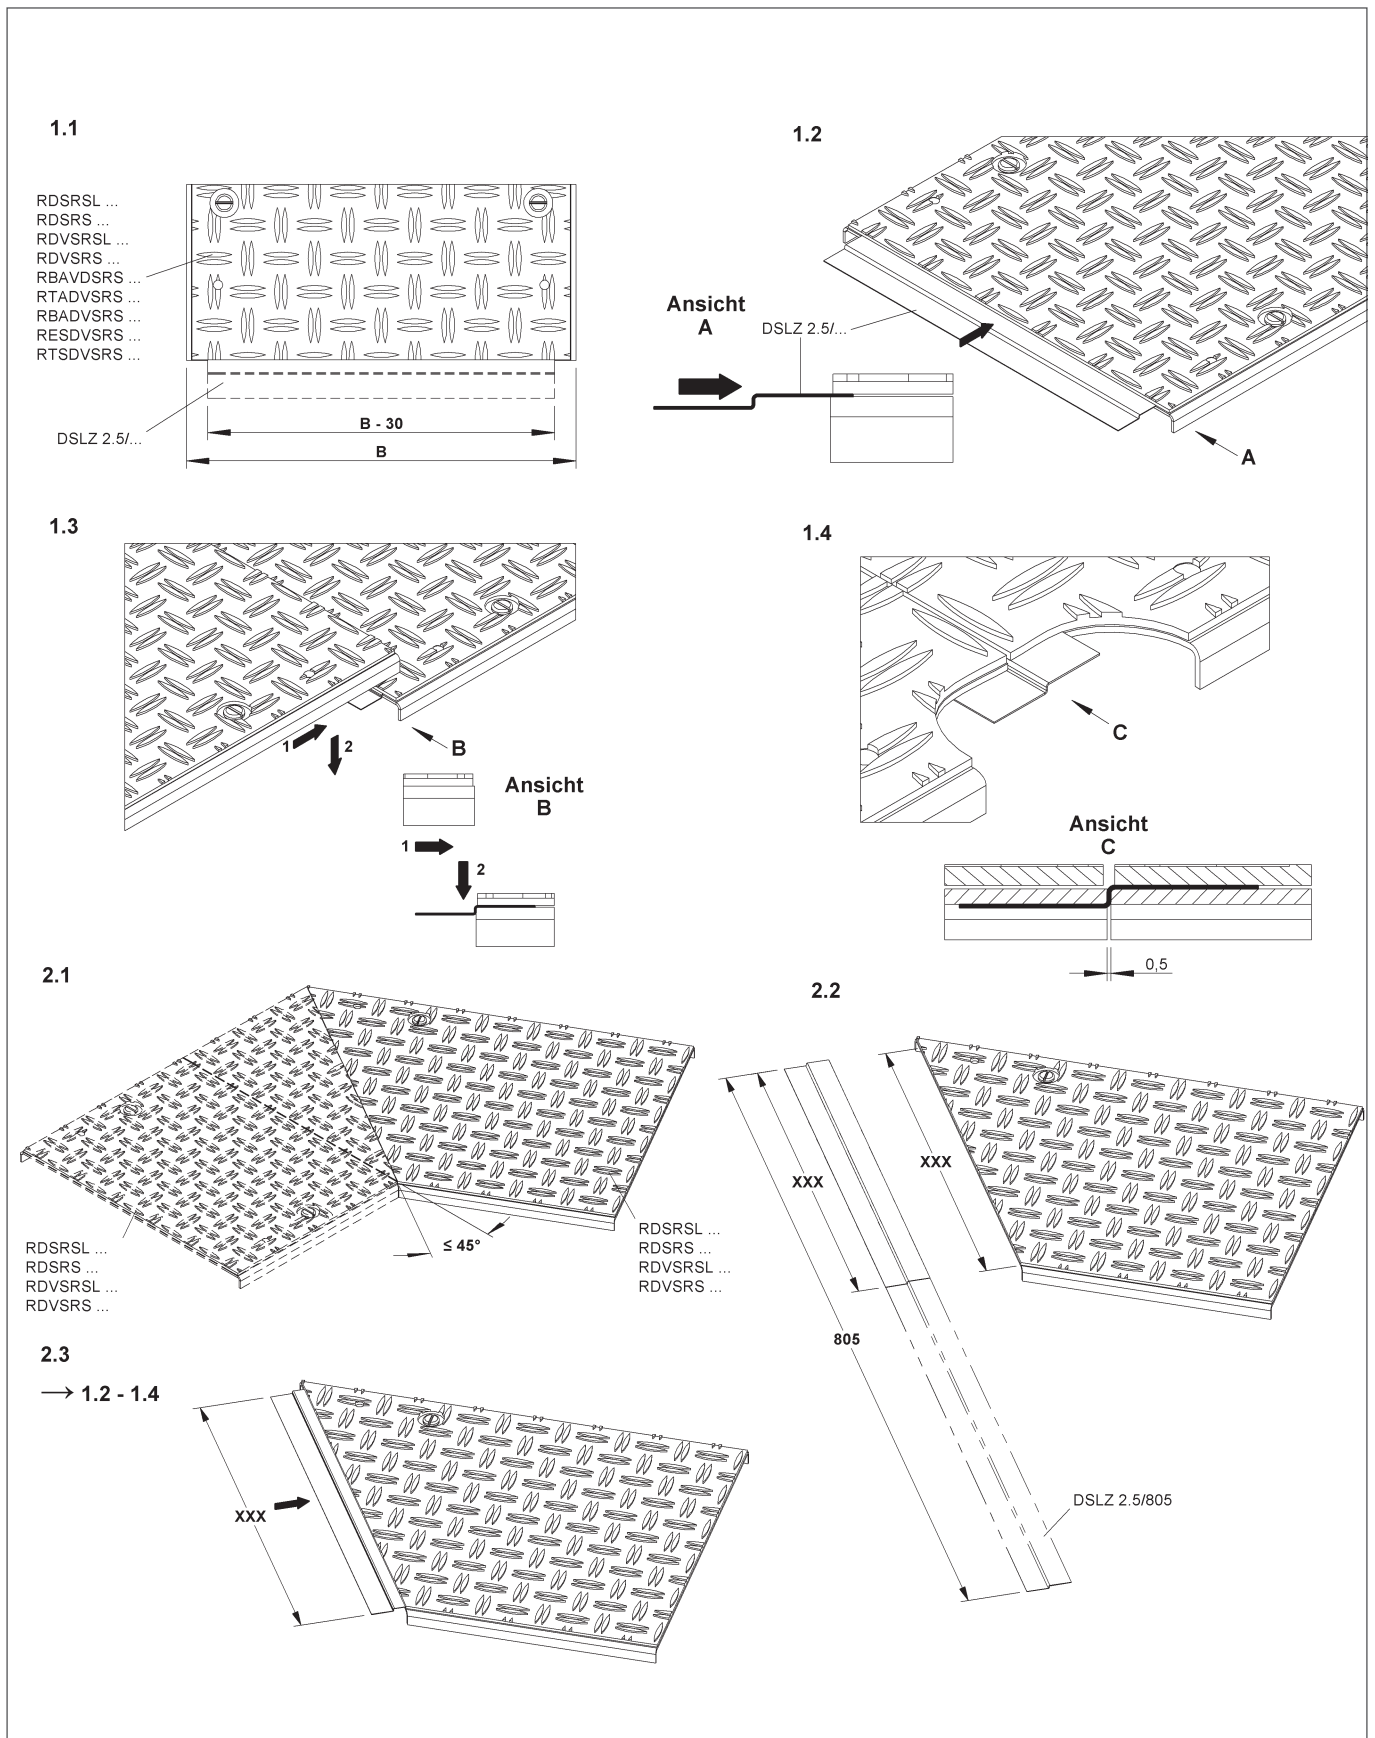 1.1
RDSRSL ...
RDSRS ...
RDVSRSL ...
RDVSRS ...
RBAVDSRS ...
RTADVSRS ...
RBADVSRS ...
RESDVSRS ...
RTSDVSRS ...
DSLZ 2.5/...
B - 30
B
1.2
Ansicht
A
DSLZ 2.5/...
A
1.3
1
2
B
Ansicht
B
1
2
1.4
C
Ansicht
C
0,5
2.1
RDSRSL ...
RDSRS ...
RDVSRSL ...
RDVSRS ...
≤ 45°
RDSRSL ...
RDSRS ...
RDVSRSL ...
RDVSRS ...
2.2
XXX
XXX
805
DSLZ 2.5/805
2.3
→ 1.2 - 1.4
XXX